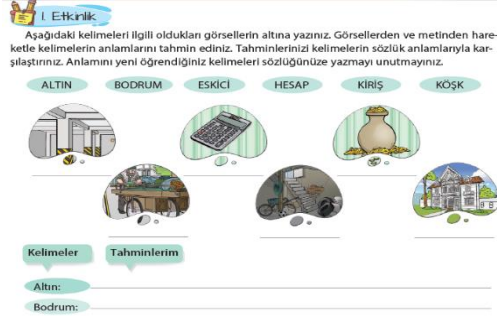 1. Etkinlik
Aşağıdaki kelimeleri ilgili oldukları görsellerin altına yazınız. Görsellerden ve metinden hare-
ketle kelimelerin anlamlarını tahmin ediniz. Tahminlerinizi kelimelerin sözlük anlamlarıyla kar-
şılaştırınız. Anlamını yeni öğrendiğiniz kelimeleri sözlüğünüze yazmayı unutmayınız.
ALTIN BODRUM ESKİCİ HESAP KİRİŞ KÖŞK
Kelimeler Tahminlerim
Altın:
Bodrum: